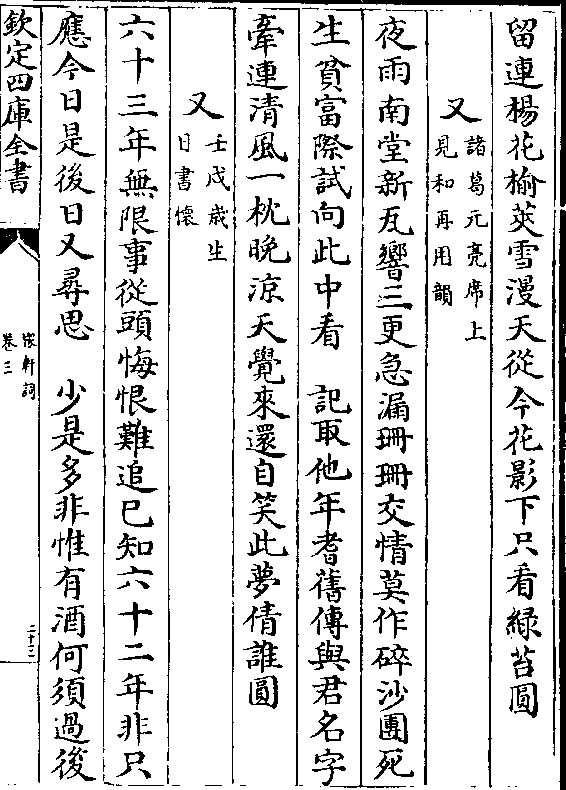 留連楊花榆莢雪漫天從今花影下只看緑苔圓
又
諸葛元亮席上
見和再用韻
夜雨南堂新瓦響三更急漏珊珊交情莫作碎沙團死
生貧富際試向此中看　記取他年耆舊傳與君名字
牽連清風一枕晚涼天覺來還自笑此夢倩誰圓
又
壬戌歳生
日書懷
六十三年無限事從頭悔恨難追已知六十二年非只
應今日是後日又尋思　少是多非惟有酒何須過後
欽定四庫全書
稼軒詞
卷三
二十三